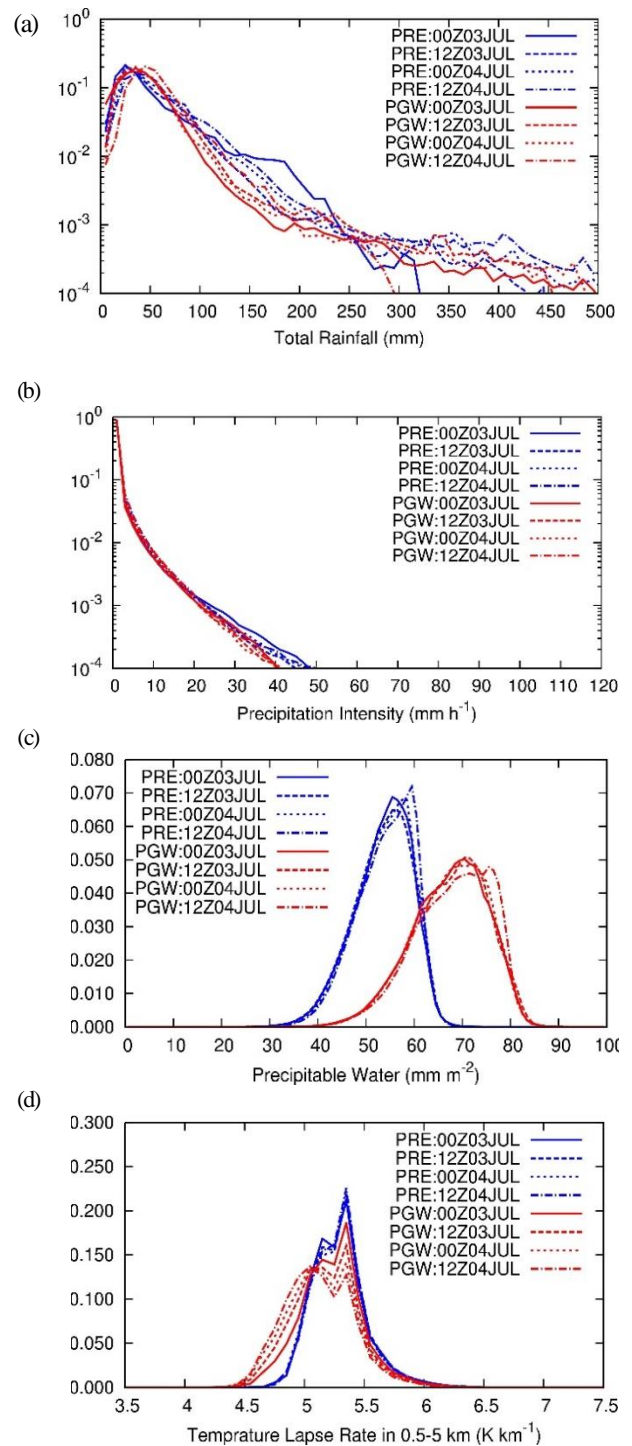 (a)
10^0
10^-1
10^-2
10^-3
10^-4
PRE:00Z03JUL
PRE:12Z03JUL
PRE:00Z04JUL
PRE:12Z04JUL
PGW:00Z03JUL
PGW:12Z03JUL
PGW:00Z04JUL
PGW:12Z04JUL
0 50 100 150 200 250 300 350 400 450 500
Total Rainfall (mm)
(b)
10^0
10^-1
10^-2
10^-3
10^-4
PRE:00Z03JUL
PRE:12Z03JUL
PRE:00Z04JUL
PRE:12Z04JUL
PGW:00Z03JUL
PGW:12Z03JUL
PGW:00Z04JUL
PGW:12Z04JUL
0 10 20 30 40 50 60 70 80 90 100 110 120
Precipitation Intensity (mm h^-1)
(c)
0.080
0.070
0.060
0.050
0.040
0.030
0.020
0.010
0.000
PRE:00Z03JUL
PRE:12Z03JUL
PRE:00Z04JUL
PRE:12Z04JUL
PGW:00Z03JUL
PGW:12Z03JUL
PGW:00Z04JUL
PGW:12Z04JUL
0 10 20 30 40 50 60 70 80 90 100
Precipitable Water (mm m^-2)
(d)
0.300
0.250
0.200
0.150
0.100
0.050
0.000
PRE:00Z03JUL
PRE:12Z03JUL
PRE:00Z04JUL
PRE:12Z04JUL
PGW:00Z03JUL
PGW:12Z03JUL
PGW:00Z04JUL
PGW:12Z04JUL
3.5 4 4.5 5 5.5 6 6.5 7 7.5
Temprature Lapse Rate in 0.5-5 km (K km^-1)